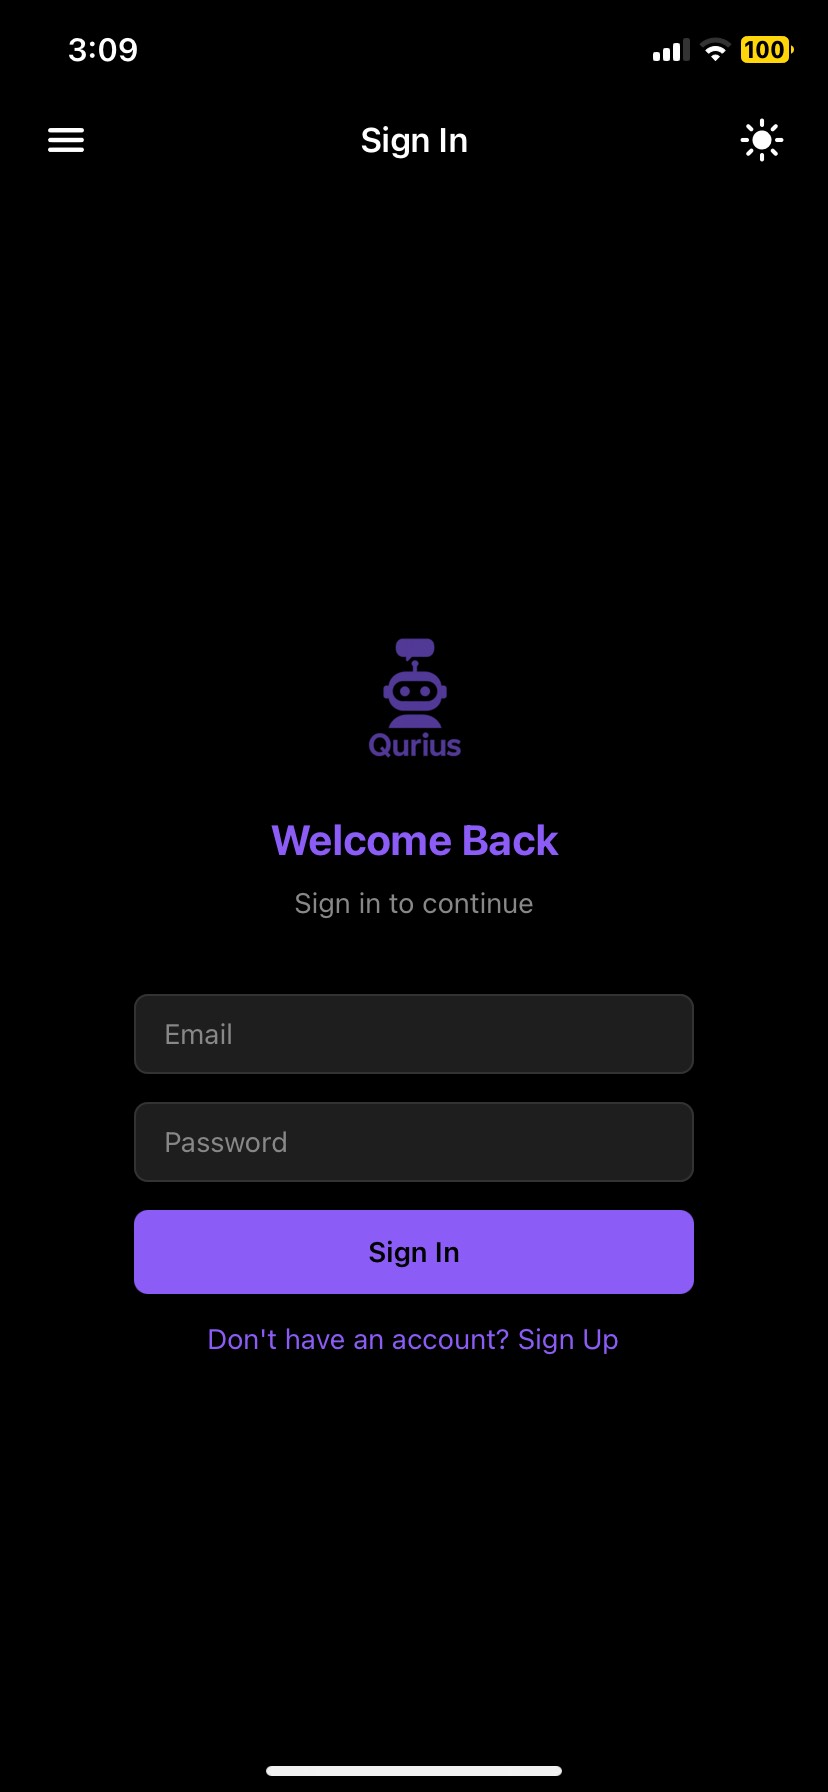 3:09
100
Sign In
Qurius
Welcome Back
Sign in to continue
Email
Password
Sign In
Don't have an account? Sign Up